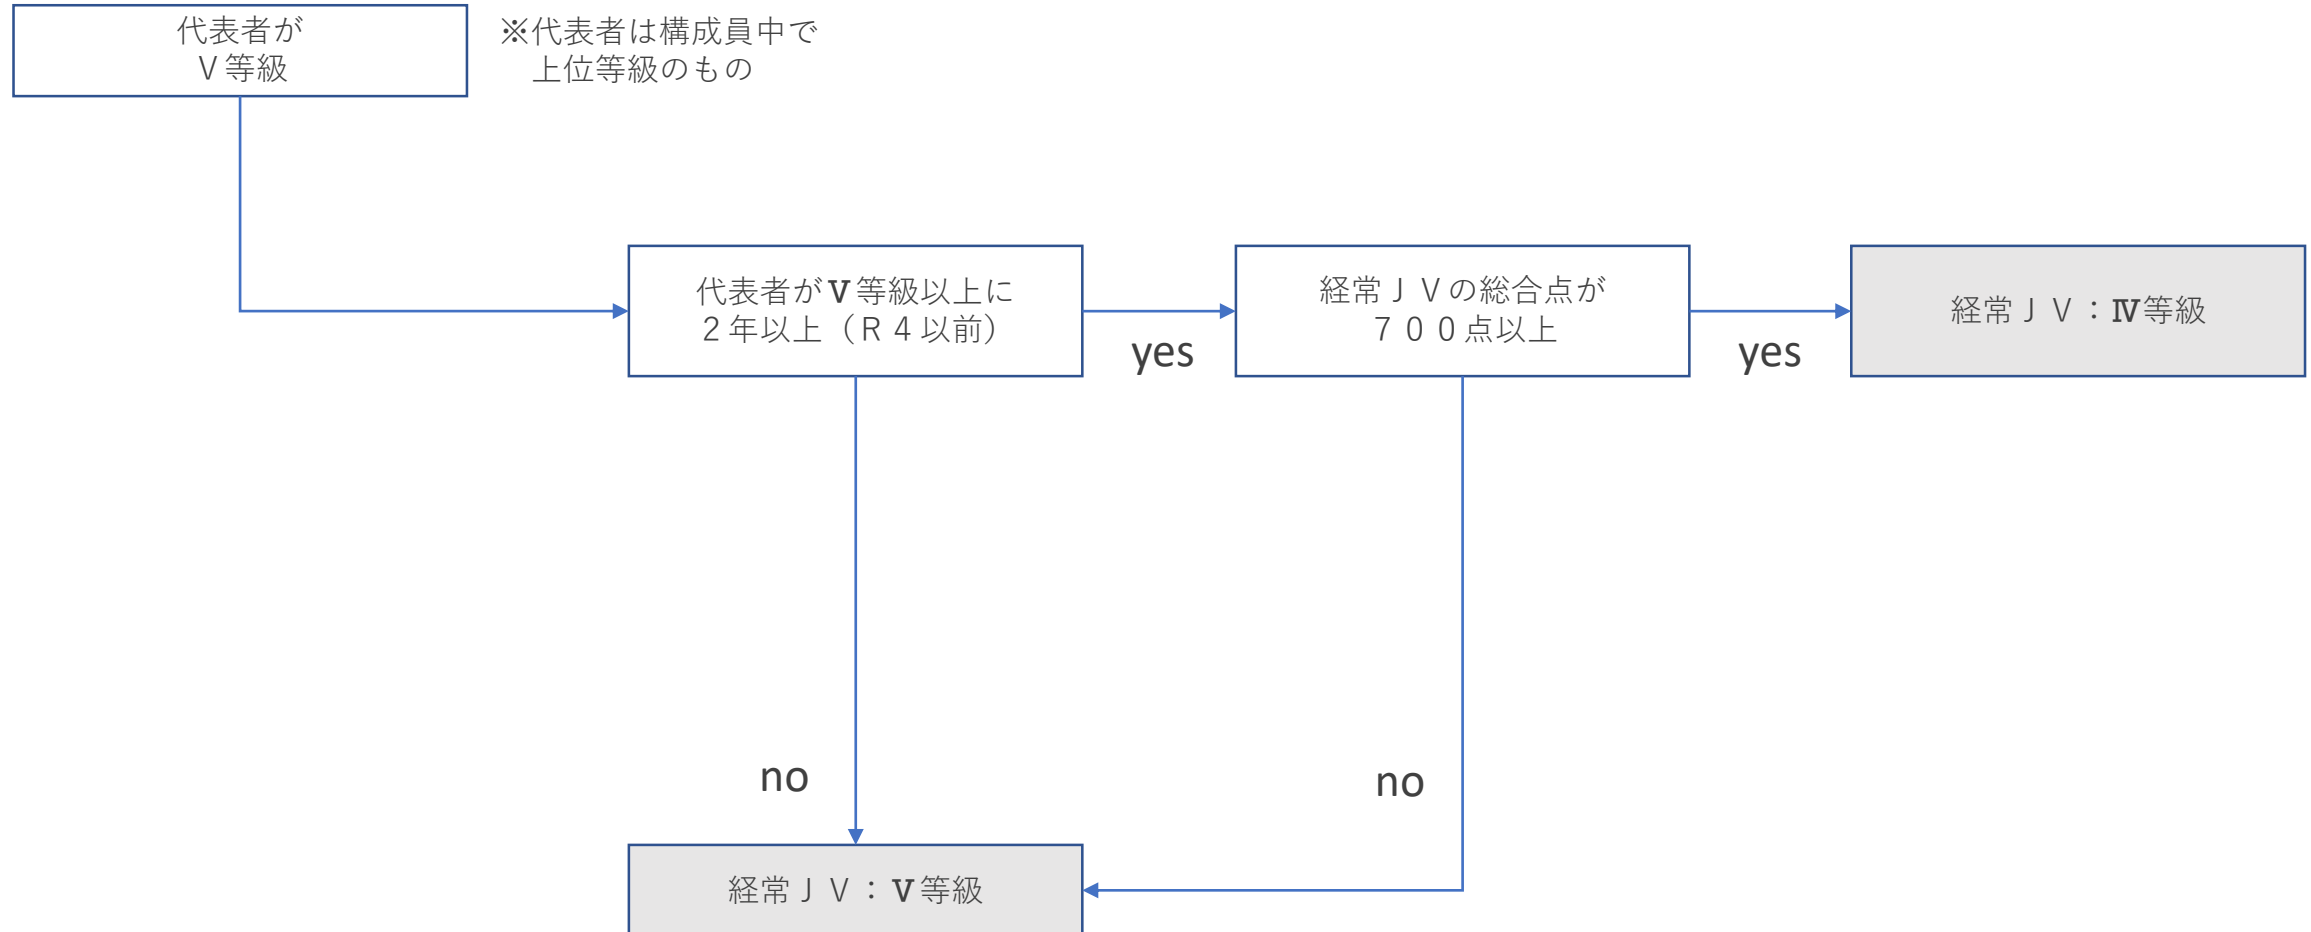 代表者が
Ⅴ等級
※代表者は構成員中で
上位等級のもの
代表者がⅤ等級以上に
２年以上（Ｒ４以前）
yes
経常ＪＶの総合点が
７００点以上
yes
経常ＪＶ：Ⅳ等級
no
no
経常ＪＶ：Ⅴ等級